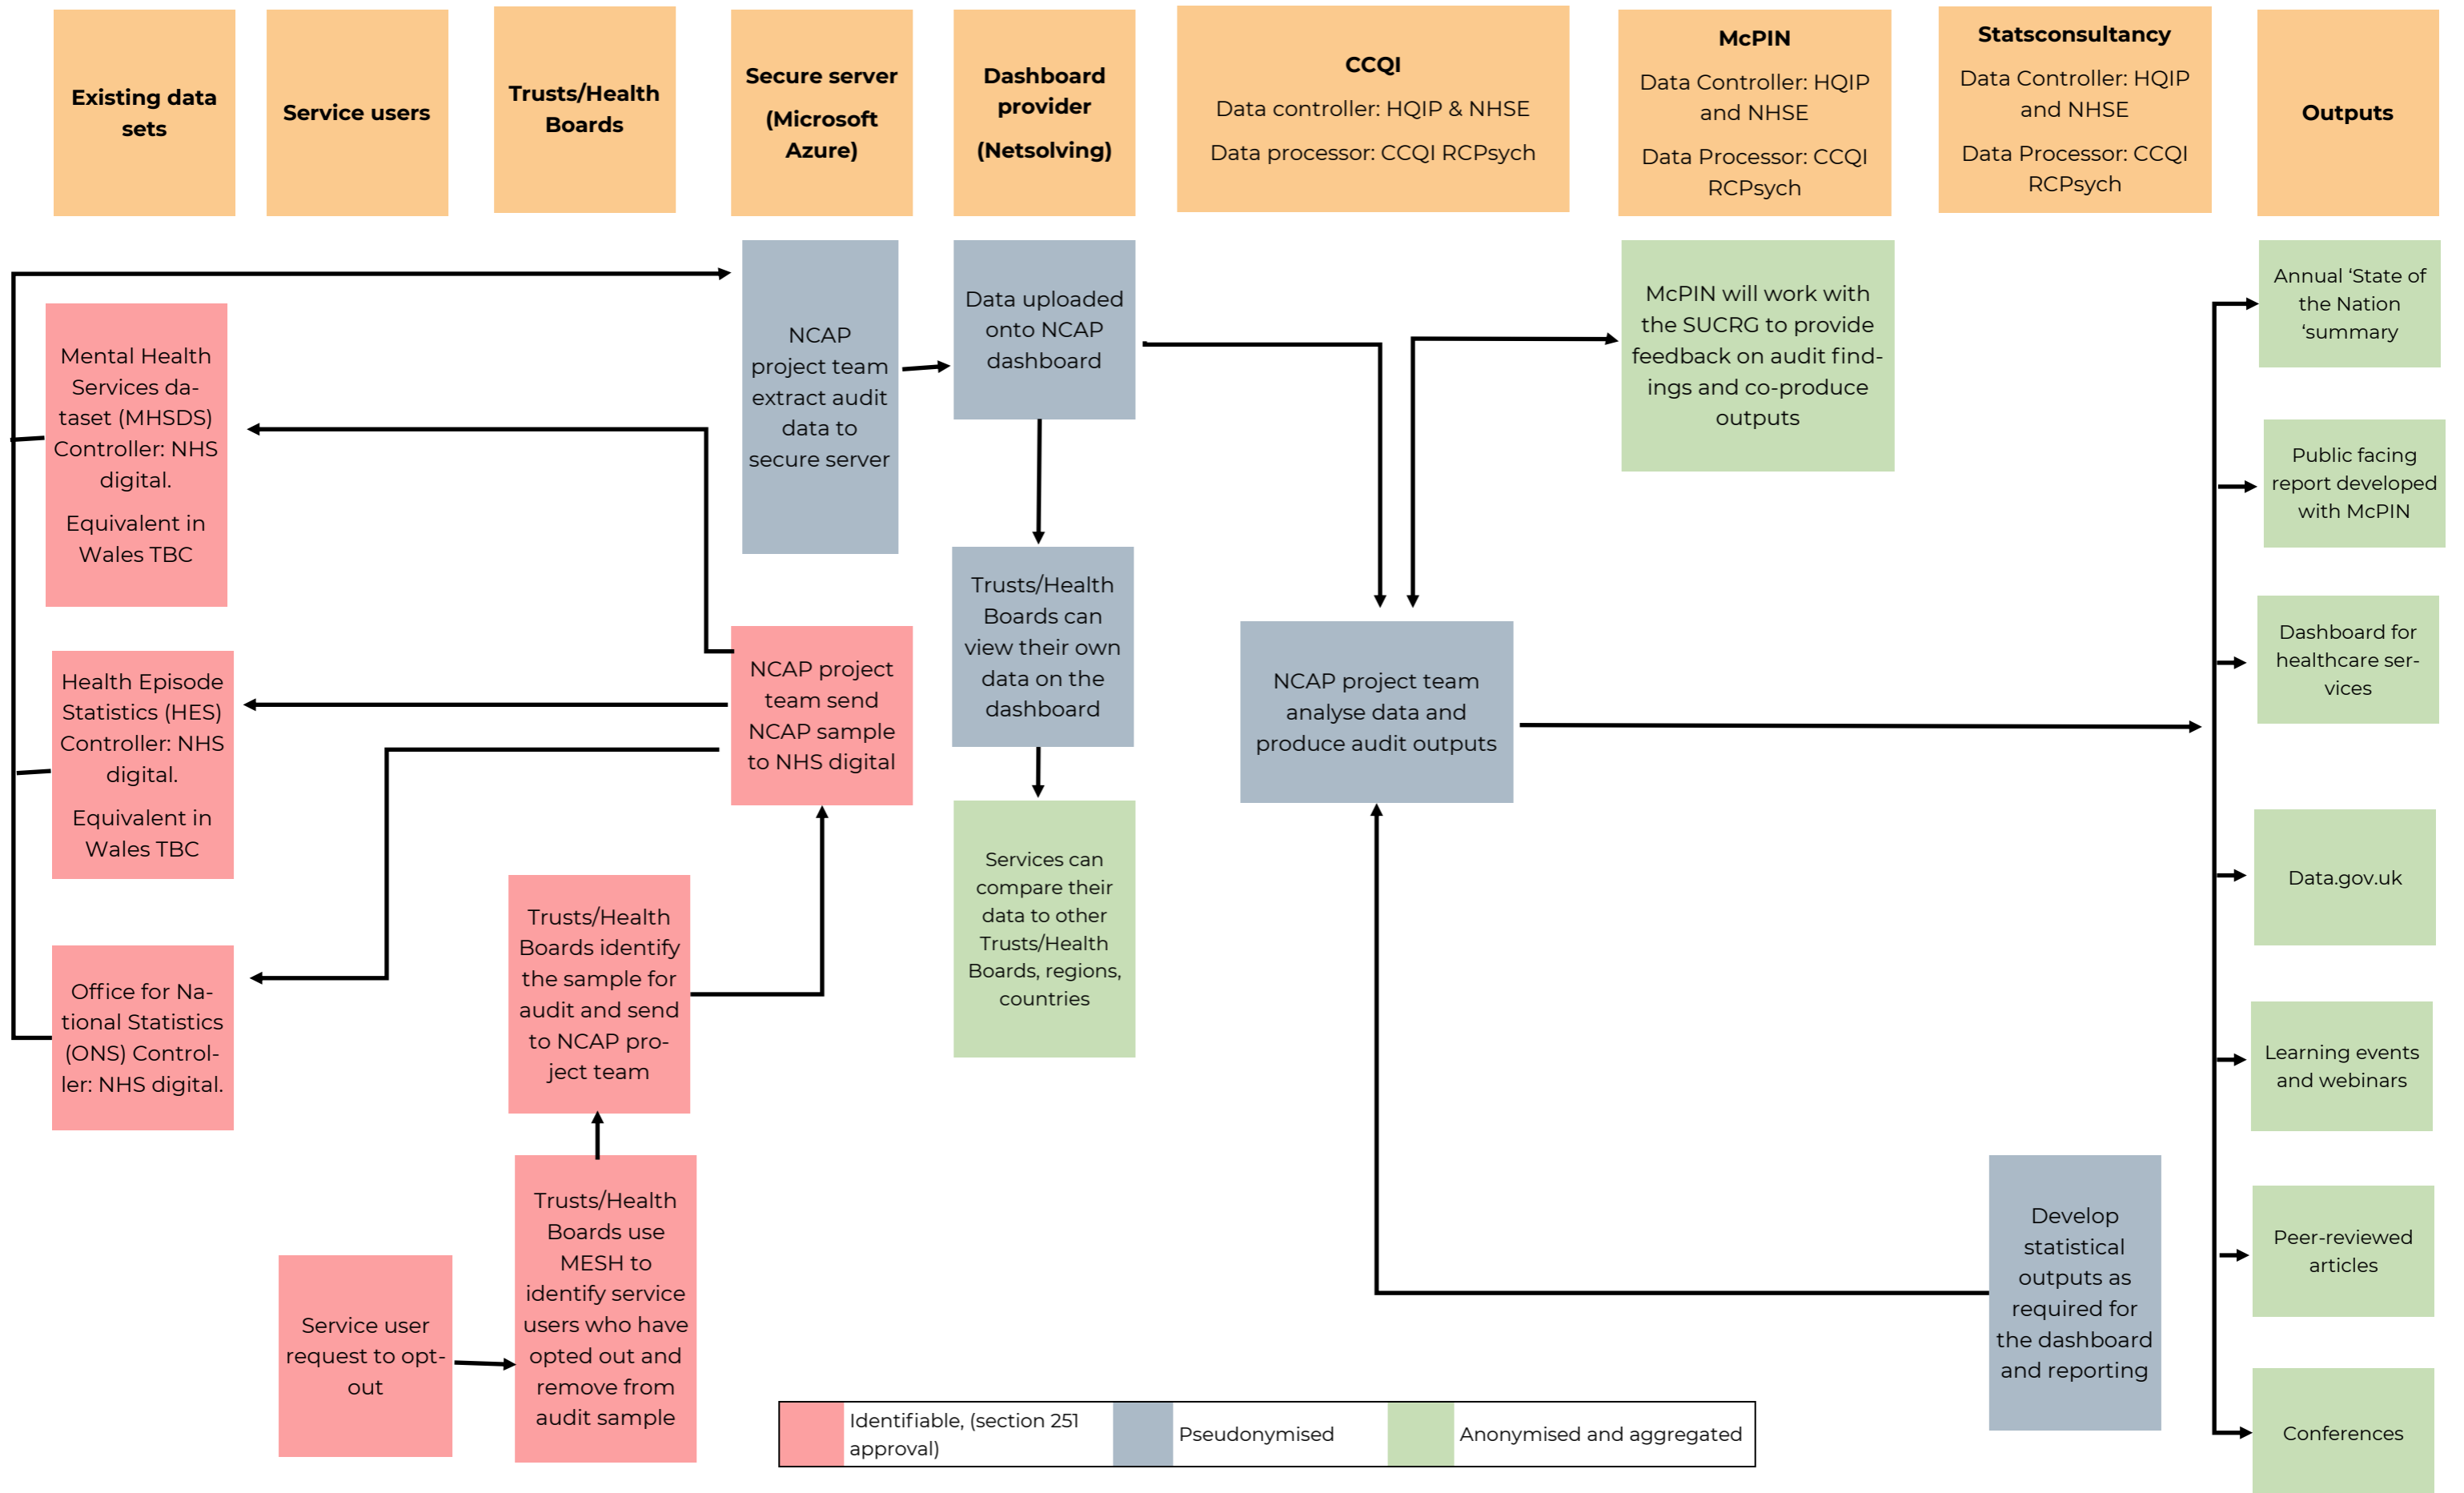 Existing data
sets
Service users
Trusts/Health
Boards
Secure server
(Microsoft
Azure)
Dashboard
provider
(Netsolving)
CCQI
Data controller: HQIP & NHSE
Data processor: CCQI RCPsych
McPIN
Data Controller: HQIP
and NHSE
Data Processor: CCQI
RCPsych
Statsconsultancy
Data Controller: HQIP
and NHSE
Data Processor: CCQI
RCPsych
Outputs
Mental Health
Services da-
taset (MHSDS)
Controller: NHS
digital.
Equivalent in
Wales TBC
Health Episode
Statistics (HES)
Controller: NHS
digital.
Equivalent in
Wales TBC
Office for Na-
tional Statistics
(ONS) Control-
ler: NHS digital.
Service user
request to opt-
out
Trusts/Health
Boards identify
the sample for
audit and send
to NCAP pro-
ject team
Trusts/Health
Boards use
MESH to
identify service
users who have
opted out and
remove from
audit sample
NCAP
project team
extract audit
data to
secure server
NCAP project
team send
NCAP sample
to NHS digital
Data uploaded
onto NCAP
dashboard
Trusts/Health
Boards can
view their own
data on the
dashboard
Services can
compare their
data to other
Trusts/Health
Boards, regions,
countries
NCAP project team
analyse data and
produce audit outputs
McPIN will work with
the SUCRG to provide
feedback on audit find-
ings and co-produce
outputs
Develop
statistical
outputs as
required for
the dashboard
and reporting
Annual ‘State of
the Nation
‘summary
Public facing
report developed
with McPIN
Dashboard for
healthcare ser-
vices
Data.gov.uk
Learning events
and webinars
Peer-reviewed
articles
Conferences
Identifiable, (section 251
approval)
Pseudonymised
Anonymised and aggregated